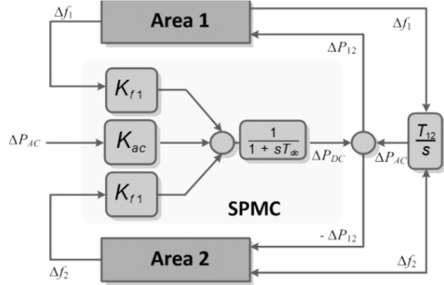 Δf1
Area 1
Δf1
ΔP12
Kf1
ΔPAC
Kac
1
1 + sTdc
ΔPDC
ΔPAC
T12
s
Kf1
SPMC
- ΔP12
Area 2
Δf2
Δf2